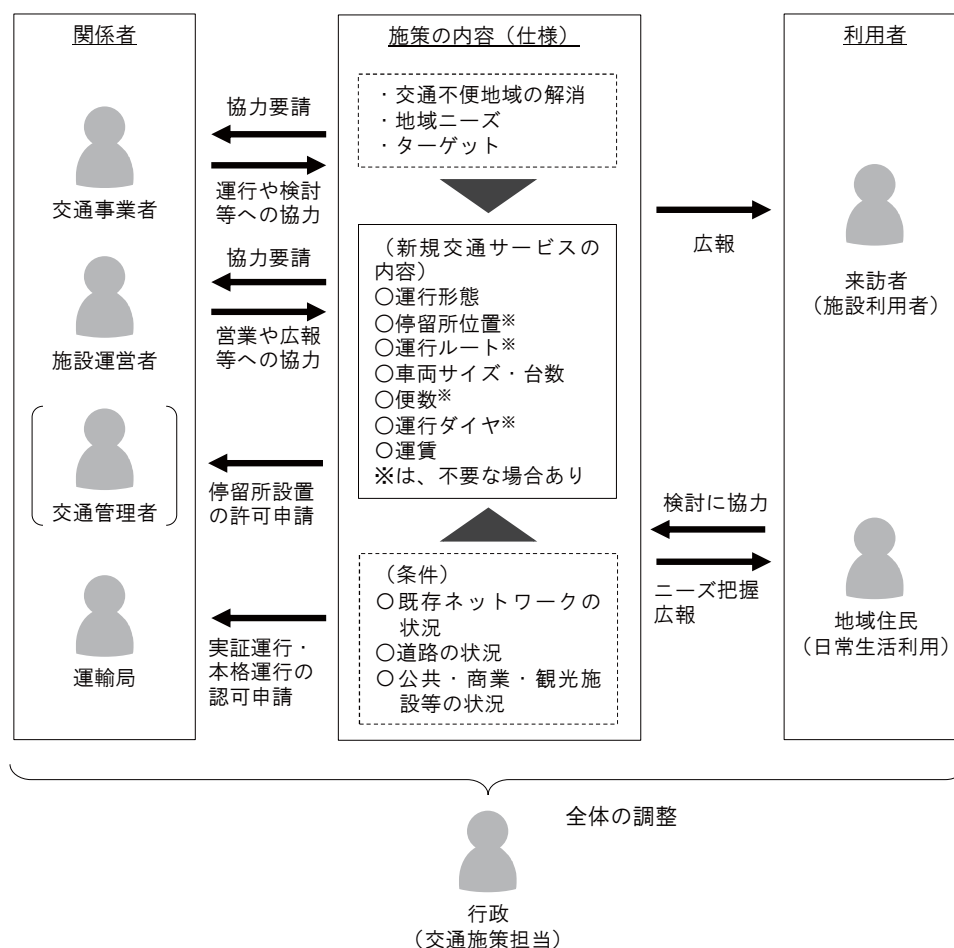 関係者
協力要請
交通事業者
運行や検討
等への協力
協力要請
施設運営者
営業や広報
等への協力
交通管理者
停留所設置
の許可申請
運輸局
実証運行・
本格運行の
認可申請
施策の内容（仕様）
・交通不便地域の解消
・地域ニーズ
・ターゲット
（新規交通サービスの
内容）
〇運行形態
〇停留所位置※
〇運行ルート※
〇車両サイズ・台数
〇便数※
〇運行ダイヤ※
〇運賃
※は、不要な場合あり
（条件）
〇既存ネットワークの
状況
〇道路の状況
〇公共・商業・観光施
設等の状況
利用者
広報
来訪者
（施設利用者）
検討に協力
ニーズ把握
広報
地域住民
（日常生活利用）
全体の調整
行政
（交通施策担当）